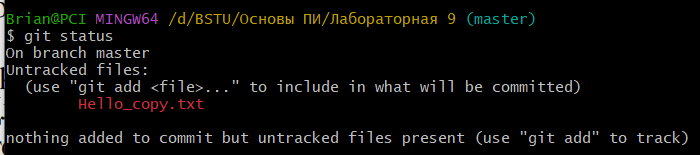 Brian@PCI MINGW64 /d/BSTU/Основы ПИ/Лабораторная 9 (master)
$ git status
On branch master
Untracked files:
  (use "git add <file>..." to include in what will be committed)
        Hello_copy.txt

nothing added to commit but untracked files present (use "git add" to track)